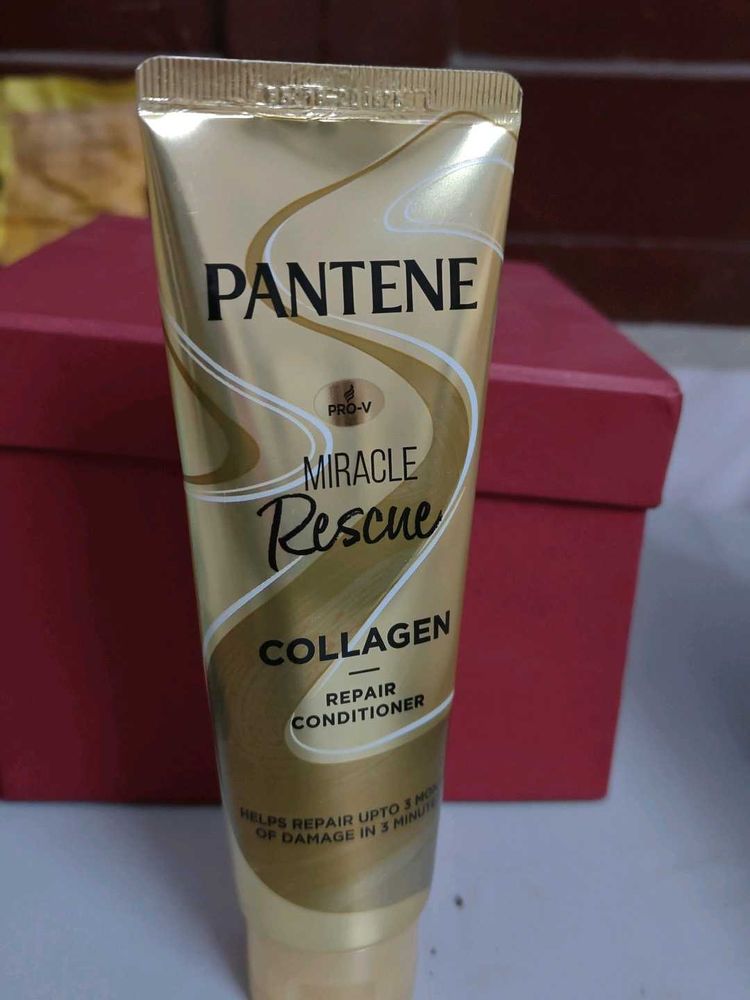 PANTENE
PRO-V
MIRACLE
Rescue
COLLAGEN
REPAIR
CONDITIONER
HELPS REPAIR UPTO 3
OF DAMAGE IN 3